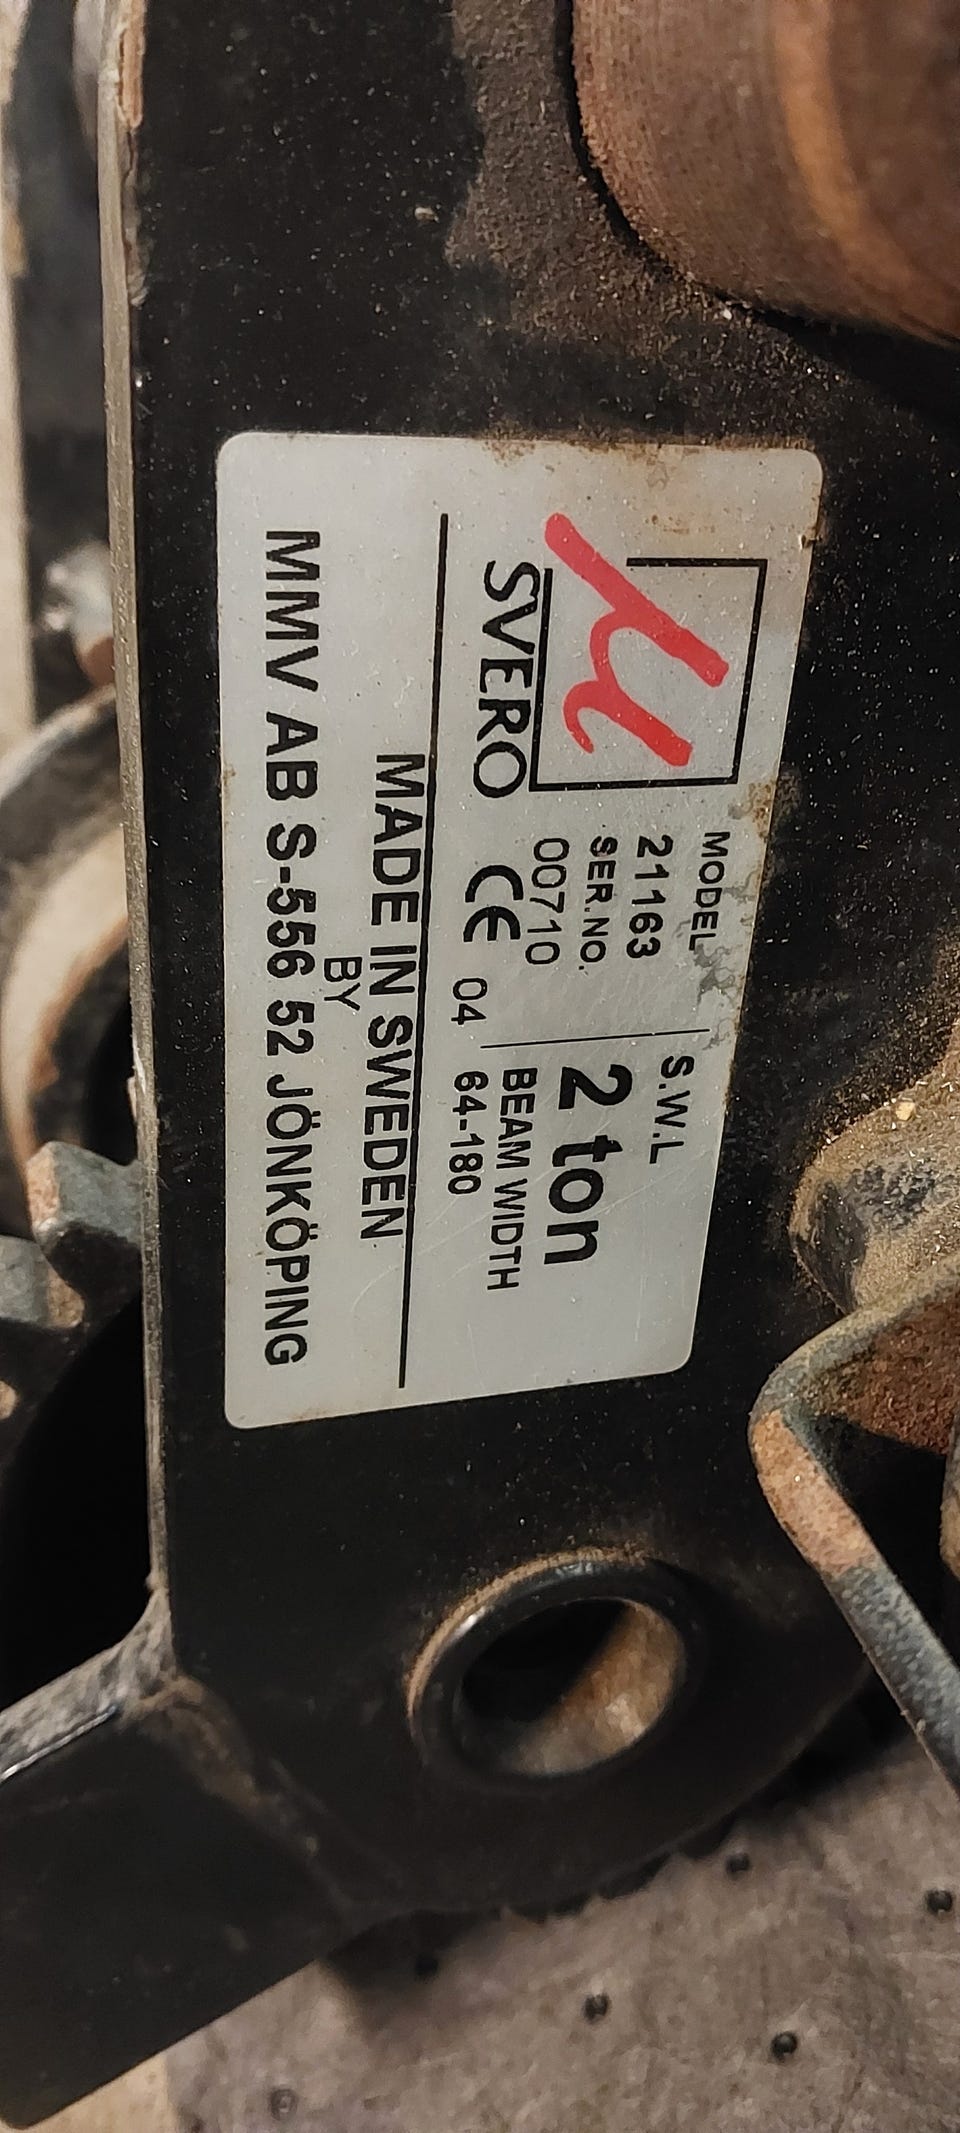 µ
SVERO
MODEL
21163
SER.NO.
00710
CE 04
S.W.L
2 ton
BEAM WIDTH
64-180
MADE IN SWEDEN
BY
MMV AB S-556 52 JÖNKÖPING